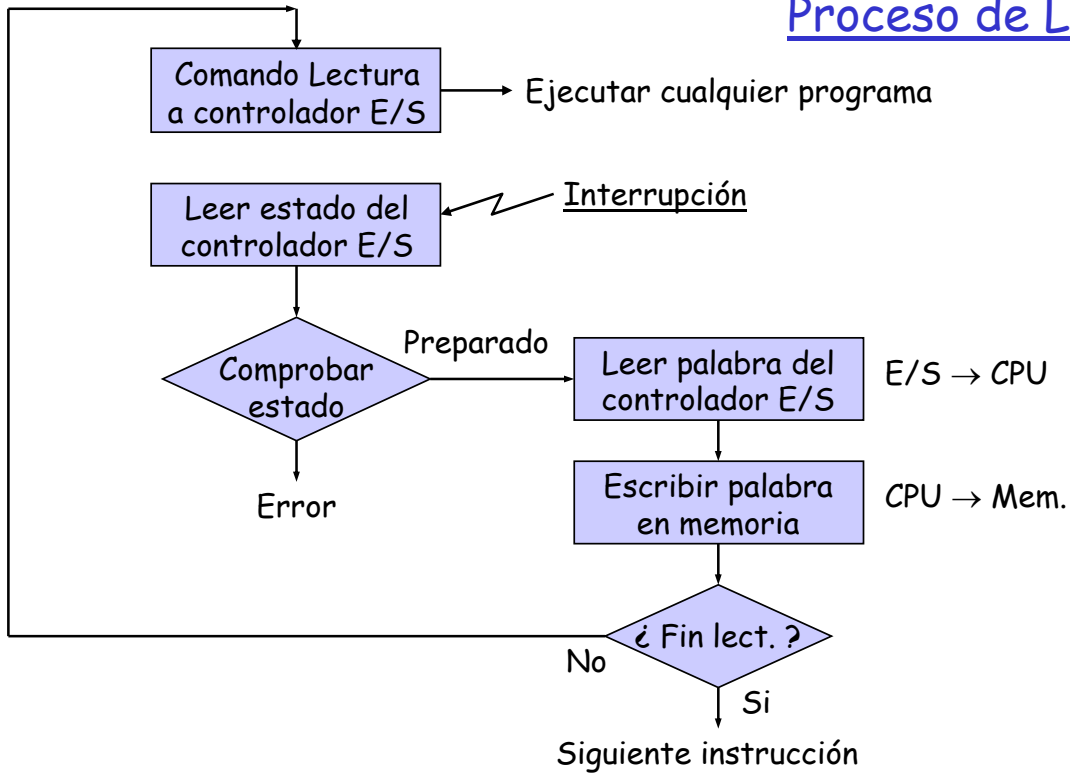 Proceso de L
Comando Lectura
a controlador E/S
Ejecutar cualquier programa
Leer estado del
controlador E/S
Interrupción
Comprobar
estado
Preparado
Error
Leer palabra del
controlador E/S
E/S → CPU
Escribir palabra
en memoria
CPU → Mem.
¿ Fin lect. ?
No
Si
Siguiente instrucción